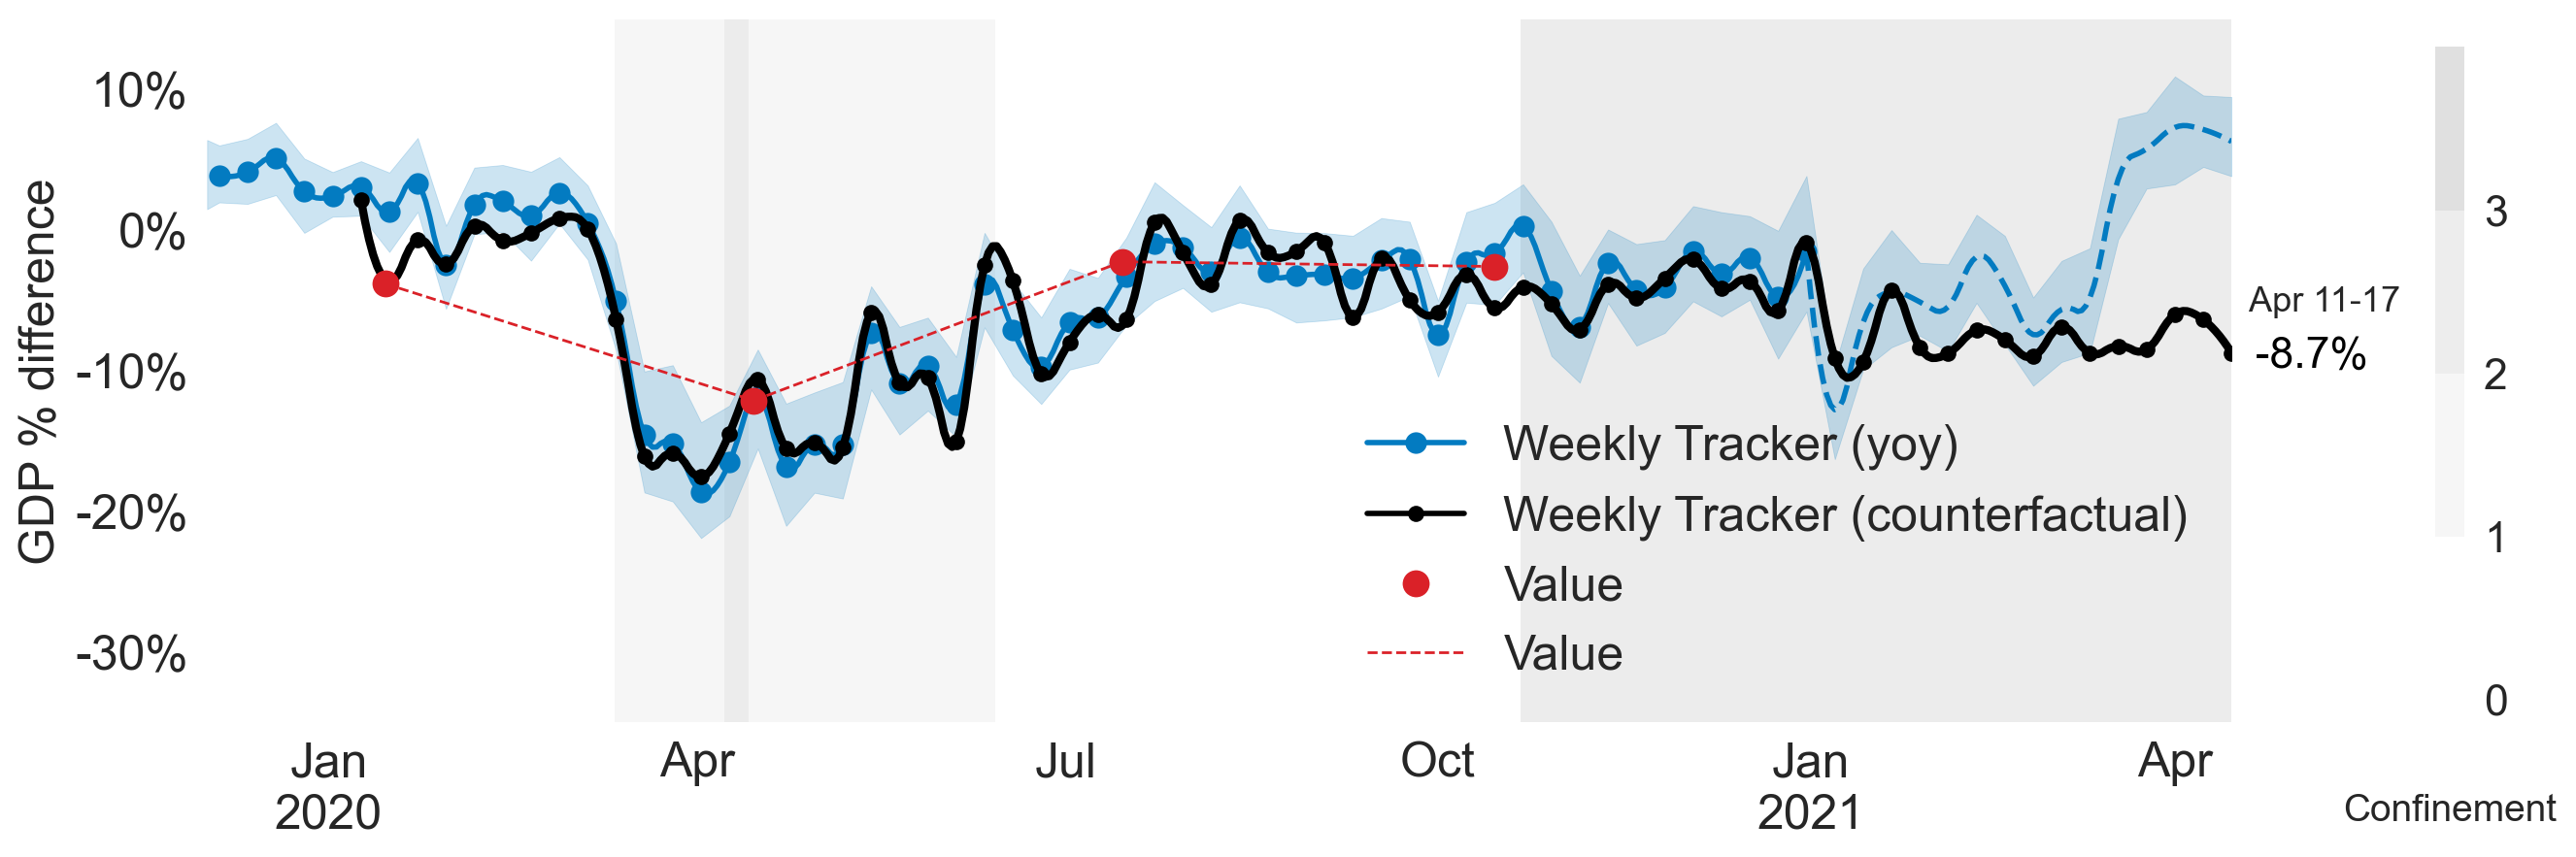 GDP % difference
10%
0%
-10%
-20%
-30%
Jan
2020
Apr
Jul
Oct
Jan
2021
Apr
Weekly Tracker (yoy)
Weekly Tracker (counterfactual)
Value
Value
Apr 11-17
-8.7%
3
2
1
0
Confinement